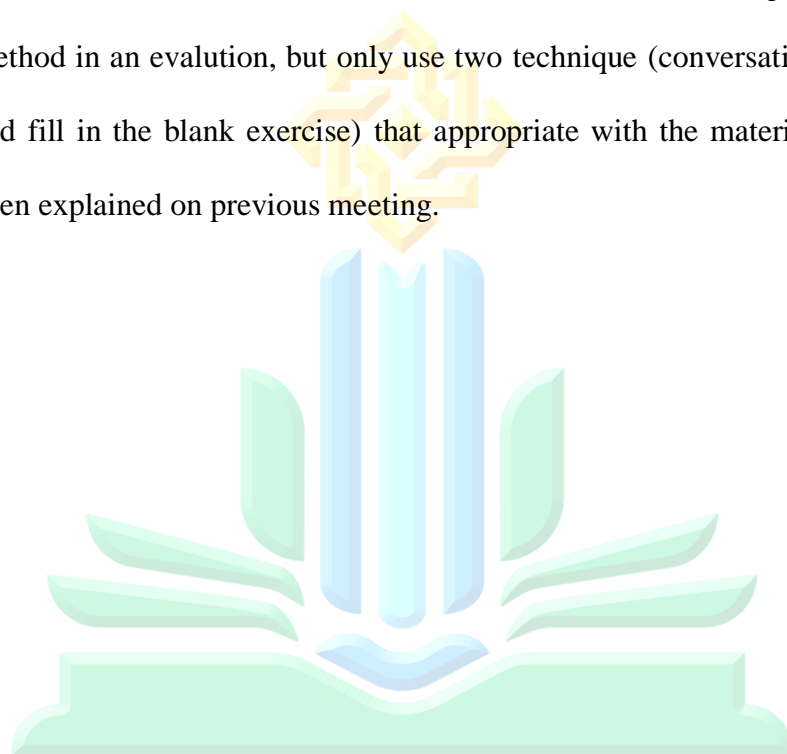 ethod in an evalution, but only use two technique (conversati
d fill in the blank exercise) that appropriate with the materi
en explained on previous meeting.